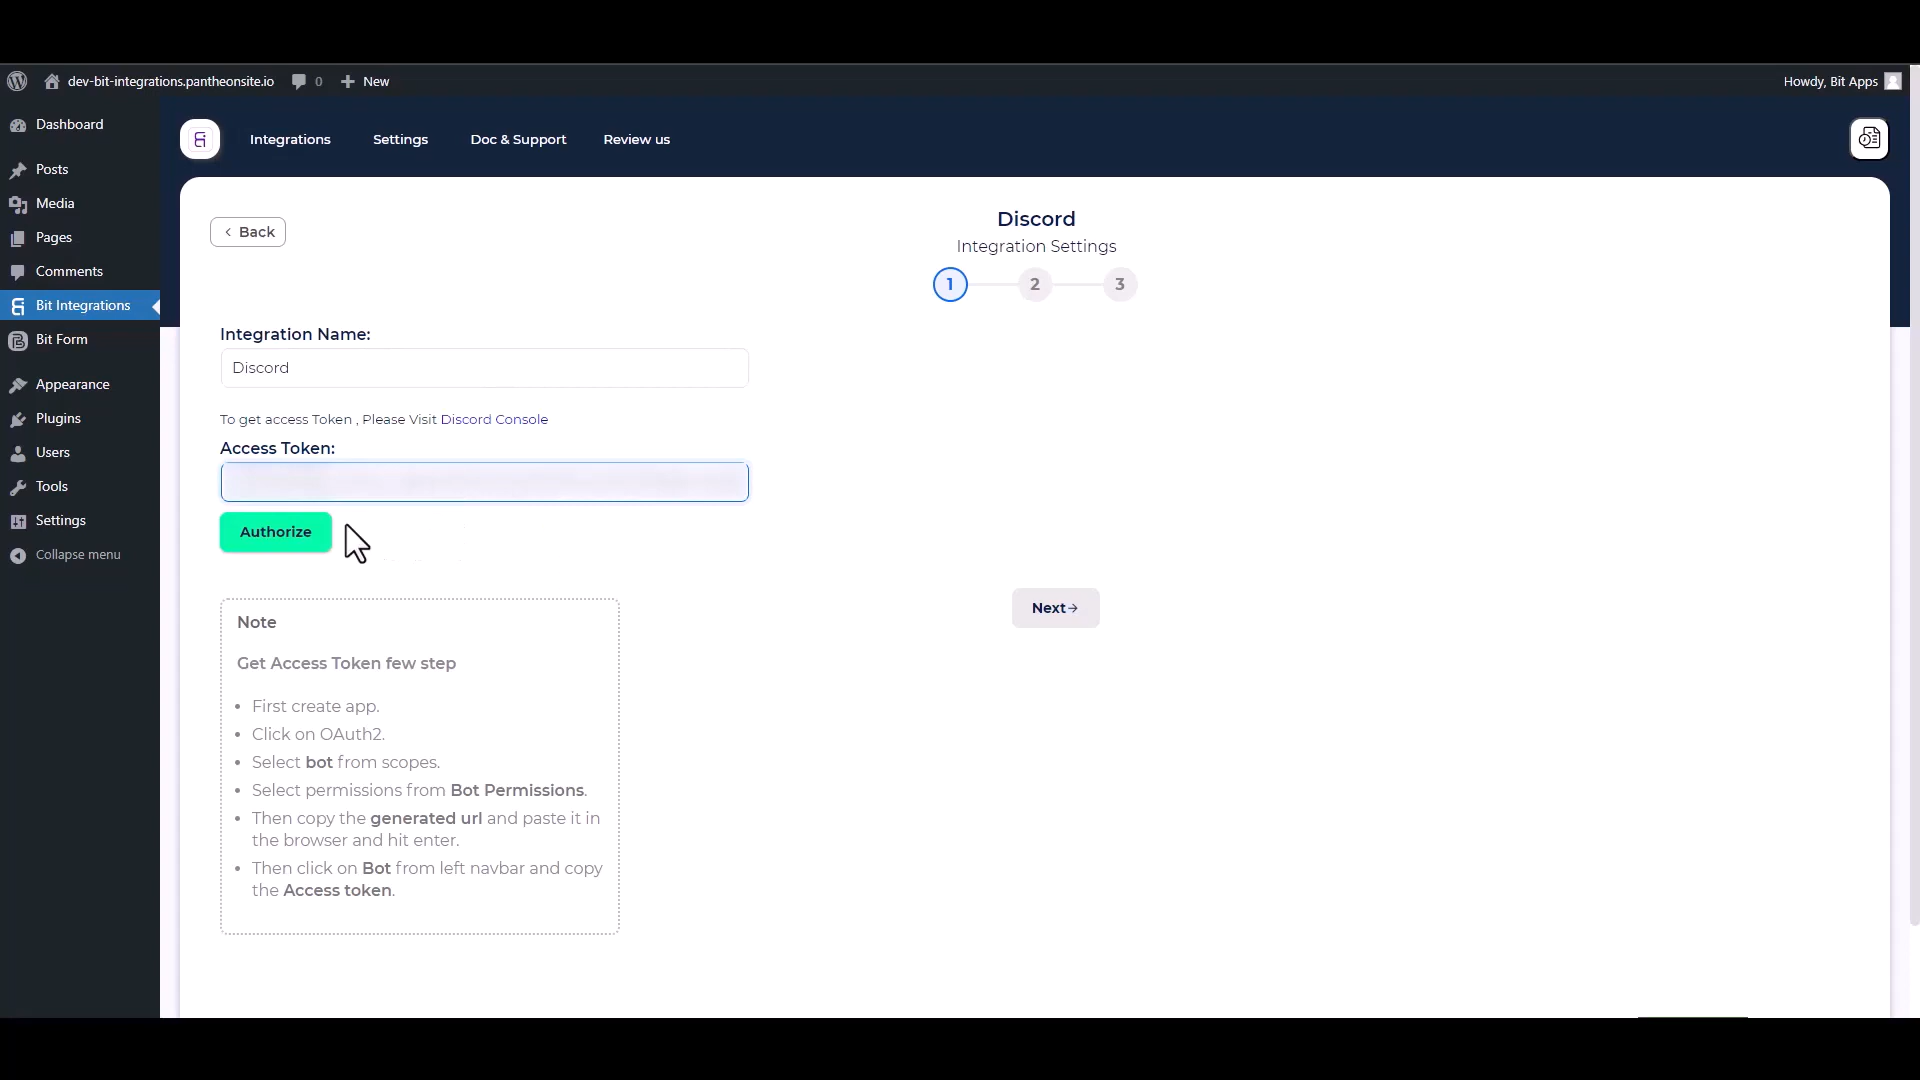 dev-bit-integrations.pantheonsite.io 0 New Howdy, Bit Apps
Dashboard
Posts
Media
Pages
Comments
Bit Integrations
Bit Form
Appearance
Plugins
Users
Tools
Settings
Collapse menu
Integrations Settings Doc & Support Review us
Back
Discord
Integration Settings
1 2 3
Integration Name:
Discord
To get access Token , Please Visit Discord Console
Access Token:
Authorize
Next
Note
Get Access Token few step
First create app.
Click on OAuth2.
Select bot from scopes.
Select permissions from Bot Permissions.
Then copy the generated url and paste it in
the browser and hit enter.
Then click on Bot from left navbar and copy
the Access token.